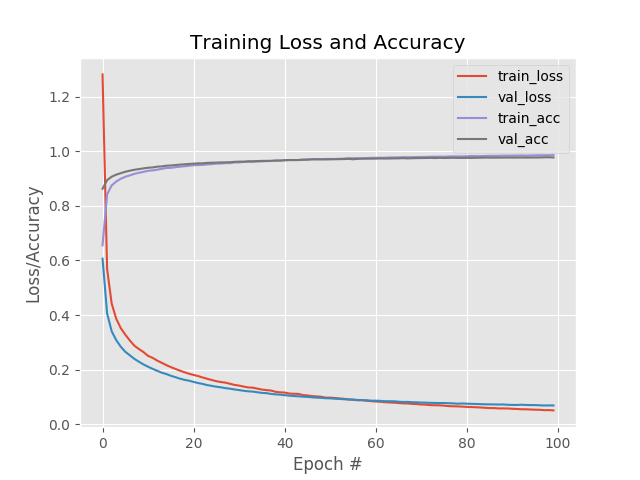 Training Loss and Accuracy
train_loss
val_loss
train_acc
val_acc
Loss/Accuracy
1.2
1.0
0.8
0.6
0.4
0.2
0.0
0 20 40 60 80 100
Epoch #